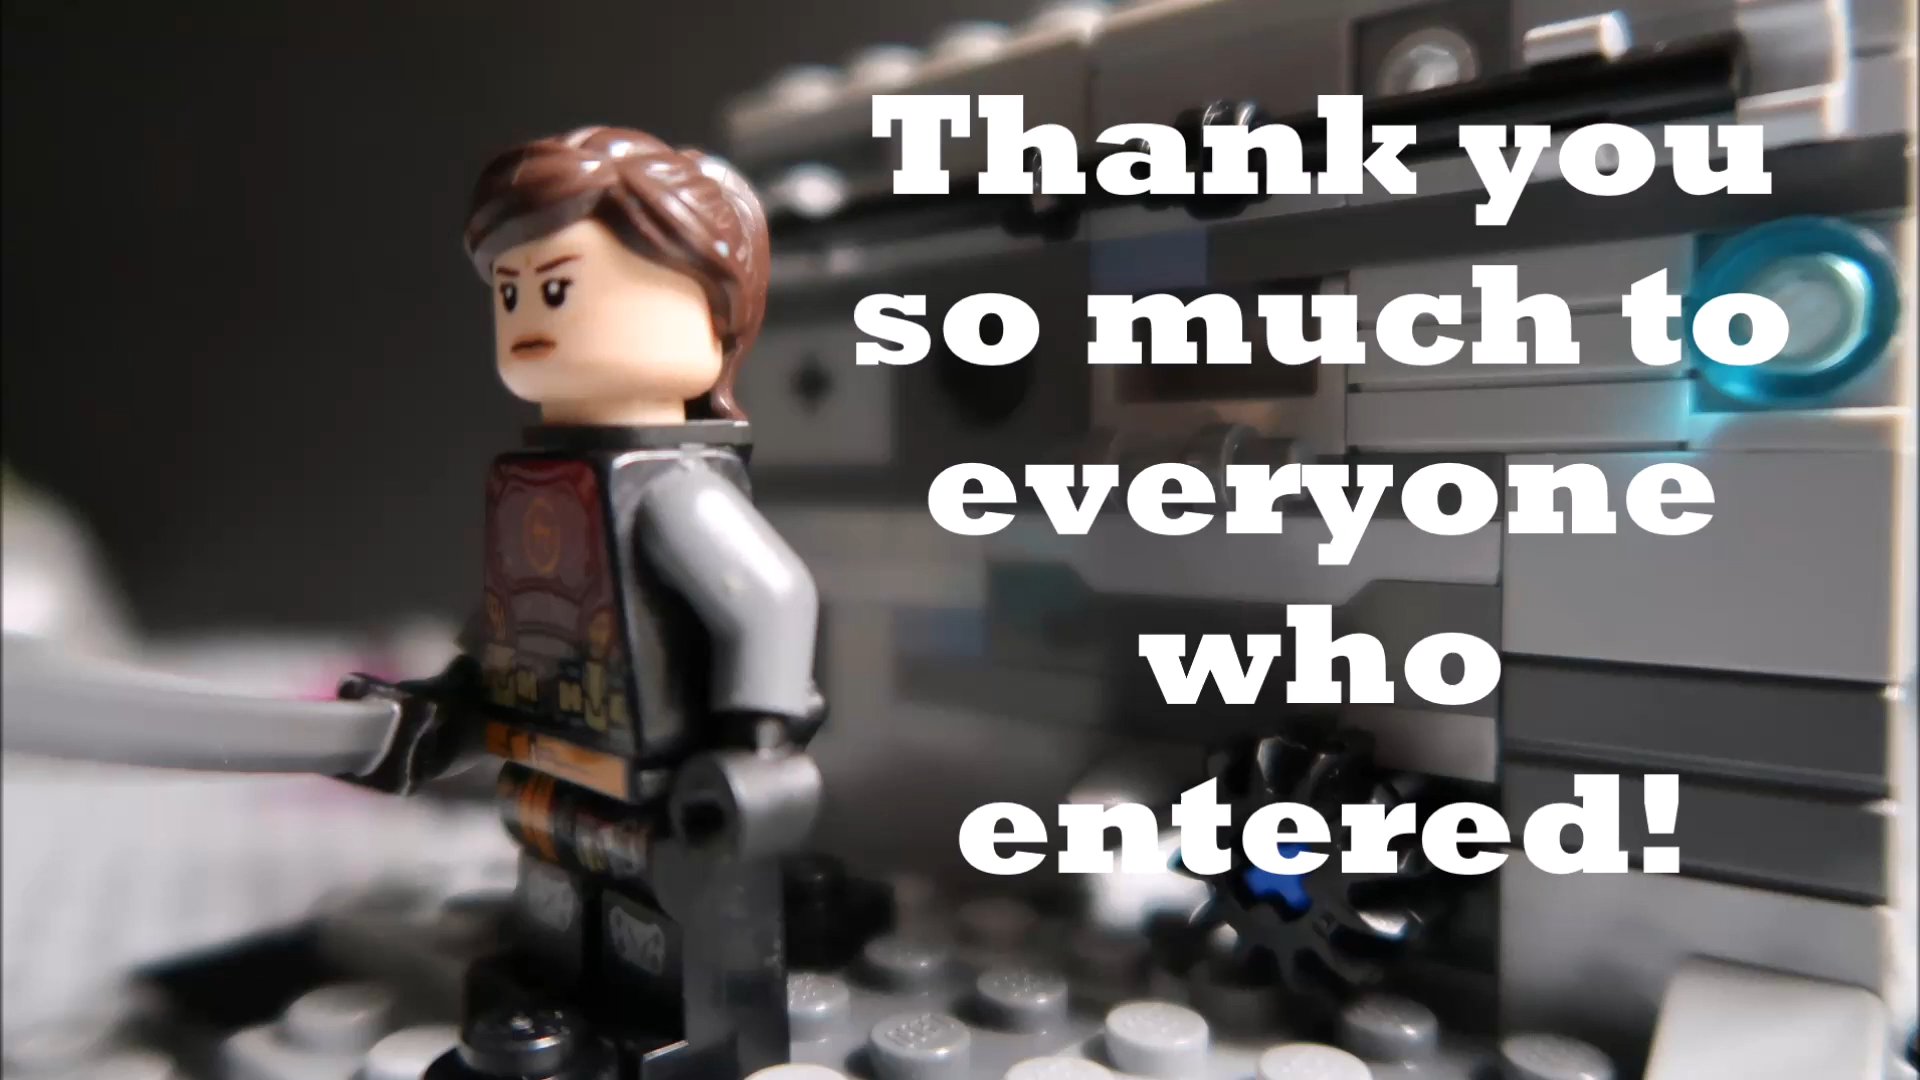 Thank you
so much to
everyone
who
entered!